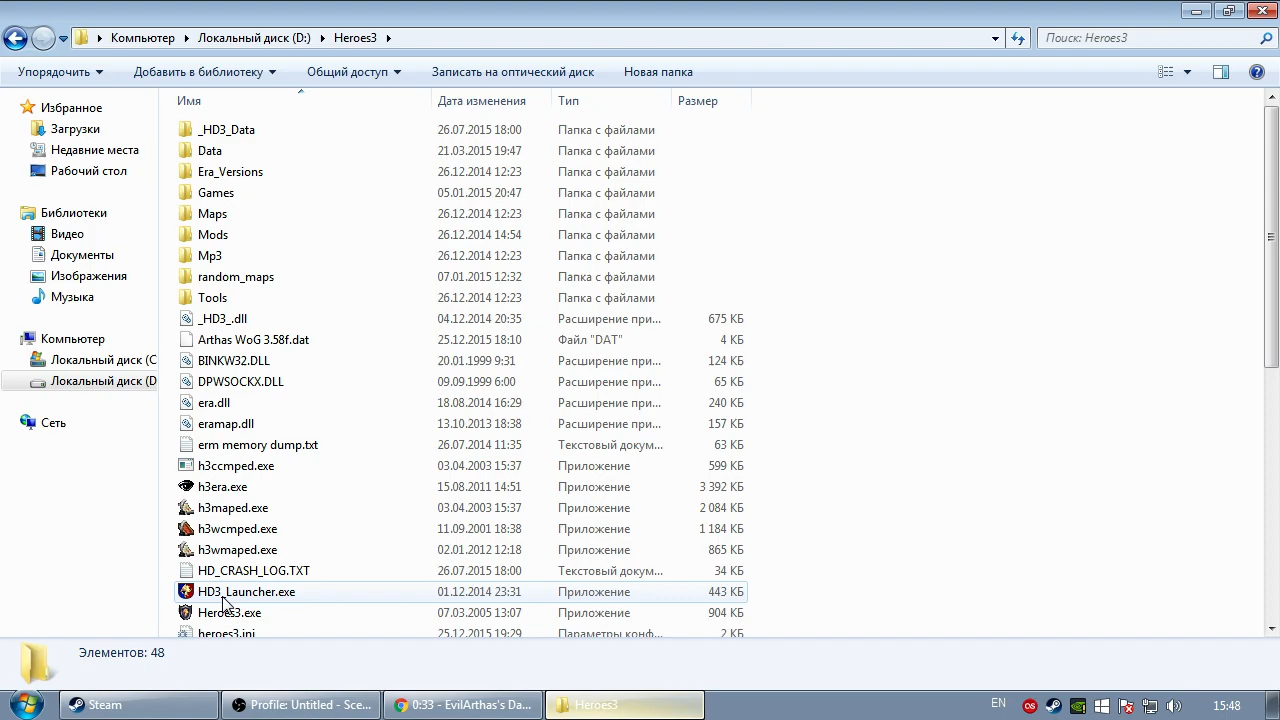 Компьютер Локальный диск (D:) Heroes3 Поиск: Heroes3
Упорядочить Добавить в библиотеку Общий доступ Записать на оптический диск Новая папка
Избранное
Загрузки
Недавние места
Рабочий стол
Библиотеки
Видео
Документы
Изображения
Музыка
Компьютер
Локальный диск (C
Локальный диск (D
Сеть
Имя Дата изменения Тип Размер
_HD3_Data 26.07.2015 18:00 Папка с файлами
Data 21.03.2015 19:47 Папка с файлами
Era_Versions 26.12.2014 12:23 Папка с файлами
Games 05.01.2015 20:47 Папка с файлами
Maps 26.12.2014 12:23 Папка с файлами
Mods 26.12.2014 14:54 Папка с файлами
Mp3 26.12.2014 12:23 Папка с файлами
random_maps 07.01.2015 12:32 Папка с файлами
Tools 26.12.2014 12:23 Папка с файлами
_HD3_.dll 04.12.2014 20:35 Расширение при... 675 КБ
Arthas WoG 3.58f.dat 25.12.2015 18:10 Файл "DAT" 4 КБ
BINKW32.DLL 20.01.1999 9:31 Расширение при... 124 КБ
DPWSOCKX.DLL 09.09.1999 6:00 Расширение при... 65 КБ
era.dll 18.08.2014 16:29 Расширение при... 240 КБ
eramap.dll 13.10.2013 18:38 Расширение при... 157 КБ
erm memory dump.txt 26.07.2014 11:35 Текстовый докум... 63 КБ
h3ccmped.exe 03.04.2003 15:37 Приложение 599 КБ
h3era.exe 15.08.2011 14:51 Приложение 3 392 КБ
h3maped.exe 03.04.2003 15:37 Приложение 2 084 КБ
h3wcmped.exe 11.09.2001 18:38 Приложение 1 184 КБ
h3wmaped.exe 02.01.2012 12:18 Приложение 865 КБ
HD_CRASH_LOG.TXT 26.07.2015 18:00 Текстовый докум... 34 КБ
HD3_Launcher.exe 01.12.2014 23:31 Приложение 443 КБ
Heroes3.exe 07.03.2005 13:07 Приложение 904 КБ
heroes3.ini 25.12.2015 19:29 Параметры конф... 2 КБ
Элементов: 48
Steam Profile: Untitled - Sce... 0:33 - EvilArthas's Da... Heroes3 EN 15:48